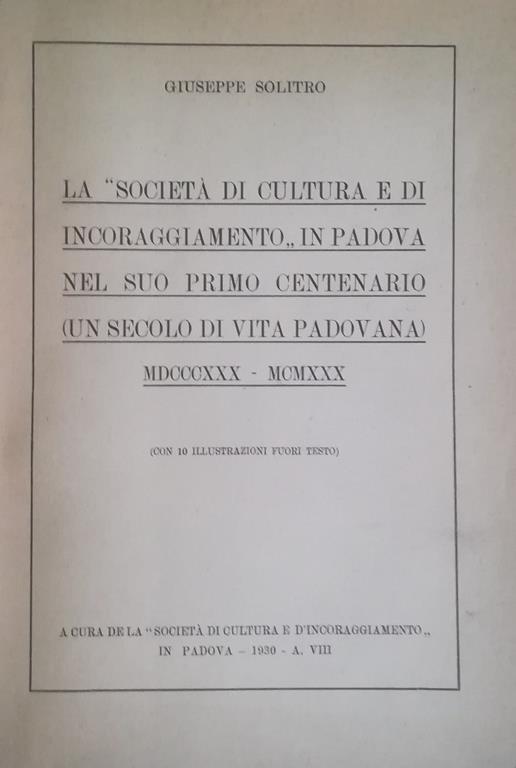 GIUSEPPE SOLITRO
LA "SOCIETÀ DI CULTURA E DI
INCORAGGIAMENTO„ IN PADOVA
NEL SUO PRIMO CENTENARIO
(UN SECOLO DI VITA PADOVANA)
MDCCCXXX - MCMXXX
(CON 10 ILLUSTRAZIONI FUORI TESTO)
A CURA DE LA "SOCIETÀ DI CULTURA E D'INCORAGGIAMENTO„
IN PADOVA - 1930 - A. VIII